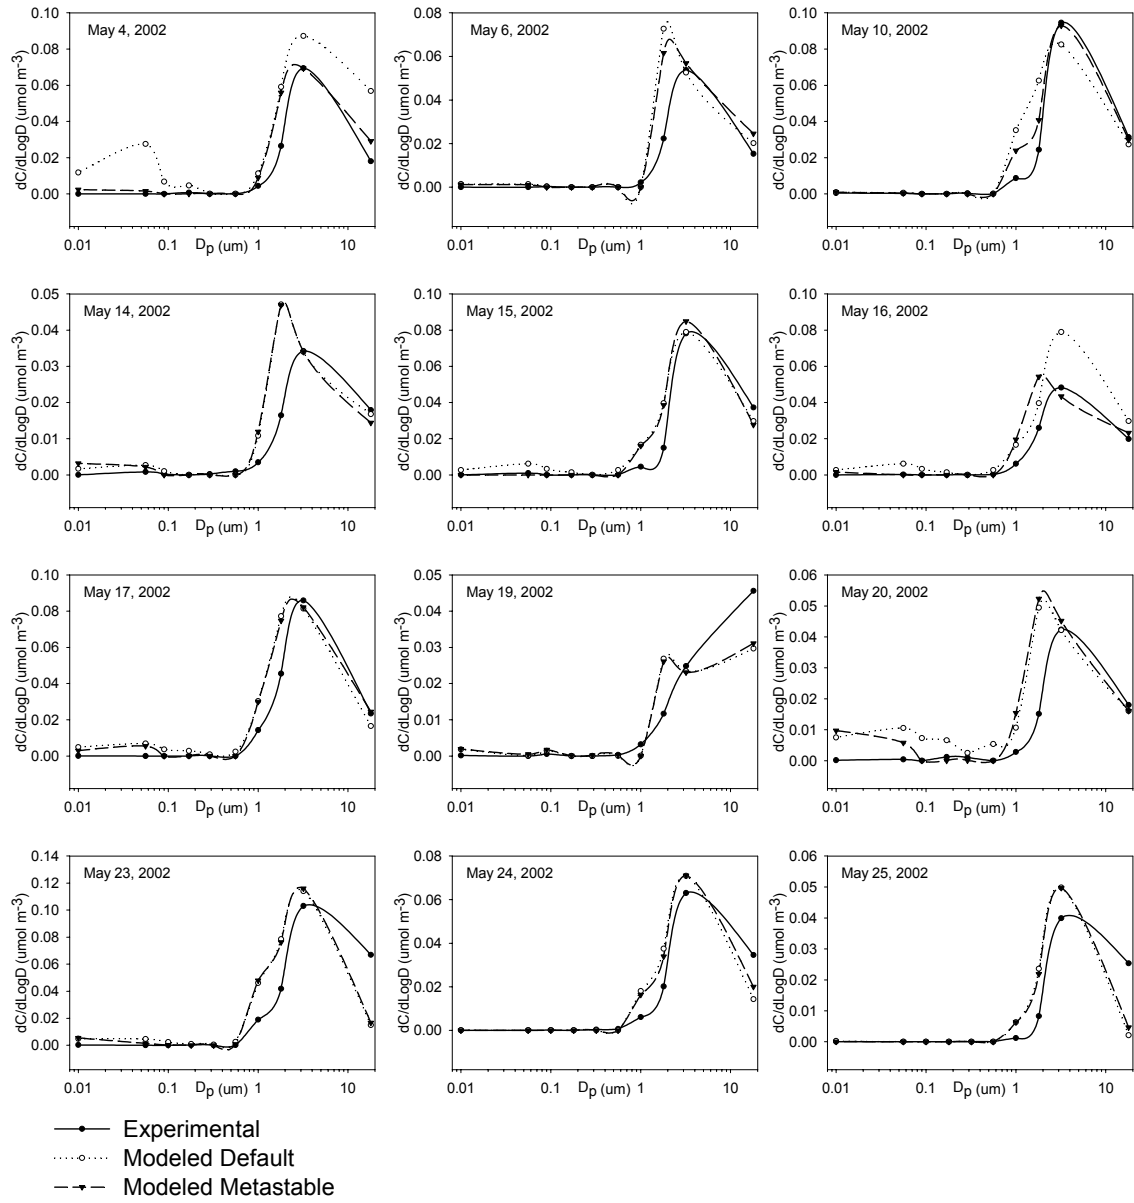 dC/dLogD (umol m-3)
0.10
0.08
0.06
0.04
0.02
0.00
May 4, 2002
0.01 0.1 Dp (um) 1 10
dC/dLogD (umol m-3)
0.08
0.06
0.04
0.02
0.00
May 6, 2002
0.01 0.1 Dp (um) 1 10
dC/dLogD (umol m-3)
0.10
0.08
0.06
0.04
0.02
0.00
May 10, 2002
0.01 0.1 Dp (um) 1 10
dC/dLogD (umol m-3)
0.05
0.04
0.03
0.02
0.01
0.00
May 14, 2002
0.01 0.1 Dp (um) 1 10
dC/dLogD (umol m-3)
0.10
0.08
0.06
0.04
0.02
0.00
May 15, 2002
0.01 0.1 Dp (um) 1 10
dC/dLogD (umol m-3)
0.10
0.08
0.06
0.04
0.02
0.00
May 16, 2002
0.01 0.1 Dp (um) 1 10
dC/dLogD (umol m-3)
0.10
0.08
0.06
0.04
0.02
0.00
May 17, 2002
0.01 0.1 Dp (um) 1 10
dC/dLogD (umol m-3)
0.05
0.04
0.03
0.02
0.01
0.00
May 19, 2002
0.01 0.1 Dp (um) 1 10
dC/dLogD (umol m-3)
0.06
0.05
0.04
0.03
0.02
0.01
0.00
May 20, 2002
0.01 0.1 Dp (um) 1 10
dC/dLogD (umol m-3)
0.14
0.12
0.10
0.08
0.06
0.04
0.02
0.00
May 23, 2002
0.01 0.1 Dp (um) 1 10
dC/dLogD (umol m-3)
0.08
0.06
0.04
0.02
0.00
May 24, 2002
0.01 0.1 Dp (um) 1 10
dC/dLogD (umol m-3)
0.06
0.05
0.04
0.03
0.02
0.01
0.00
May 25, 2002
0.01 0.1 Dp (um) 1 10
Experimental
Modeled Default
Modeled Metastable